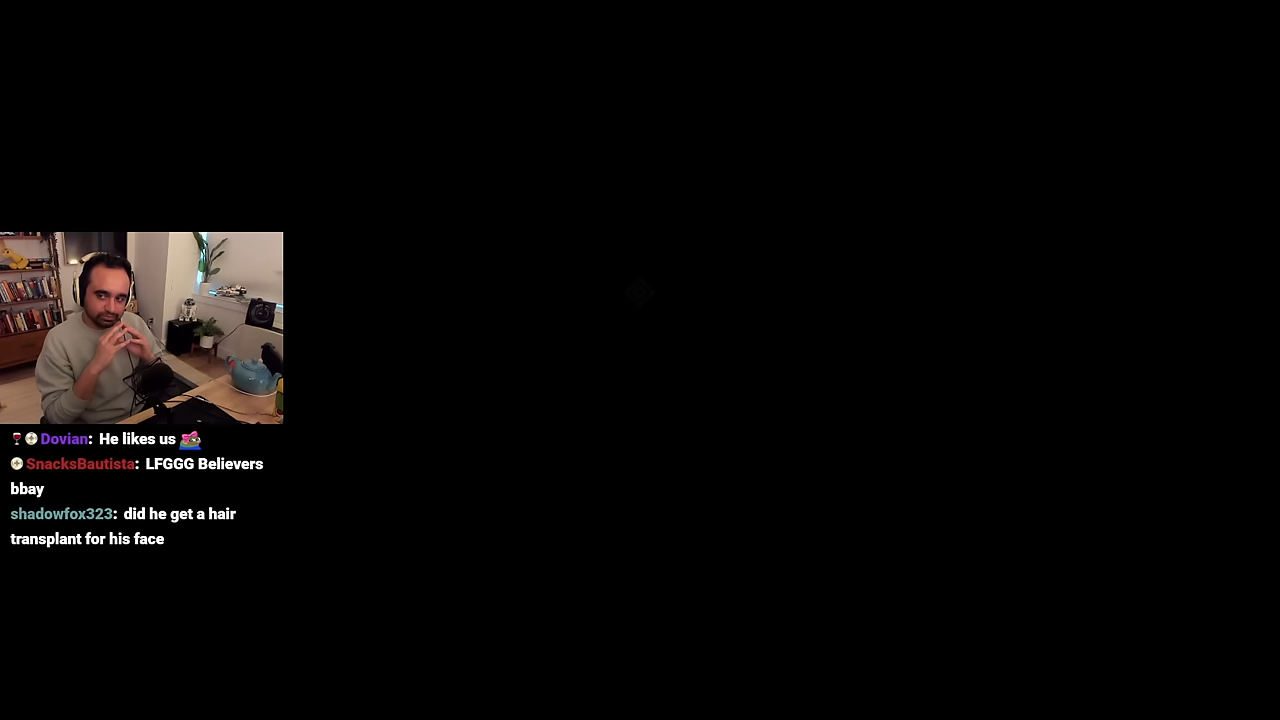 Dovian: He likes us
SnacksBautista: LFGGG Believers
bbay
shadowfox323: did he get a hair
transplant for his face